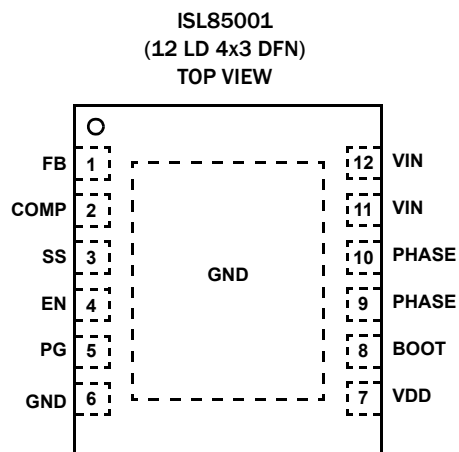 ISL85001
(12 LD 4x3 DFN)
TOP VIEW
FB 1 12 VIN
COMP 2 11 VIN
SS 3 10 PHASE
GND
EN 4 9 PHASE
PG 5 8 BOOT
GND 6 7 VDD